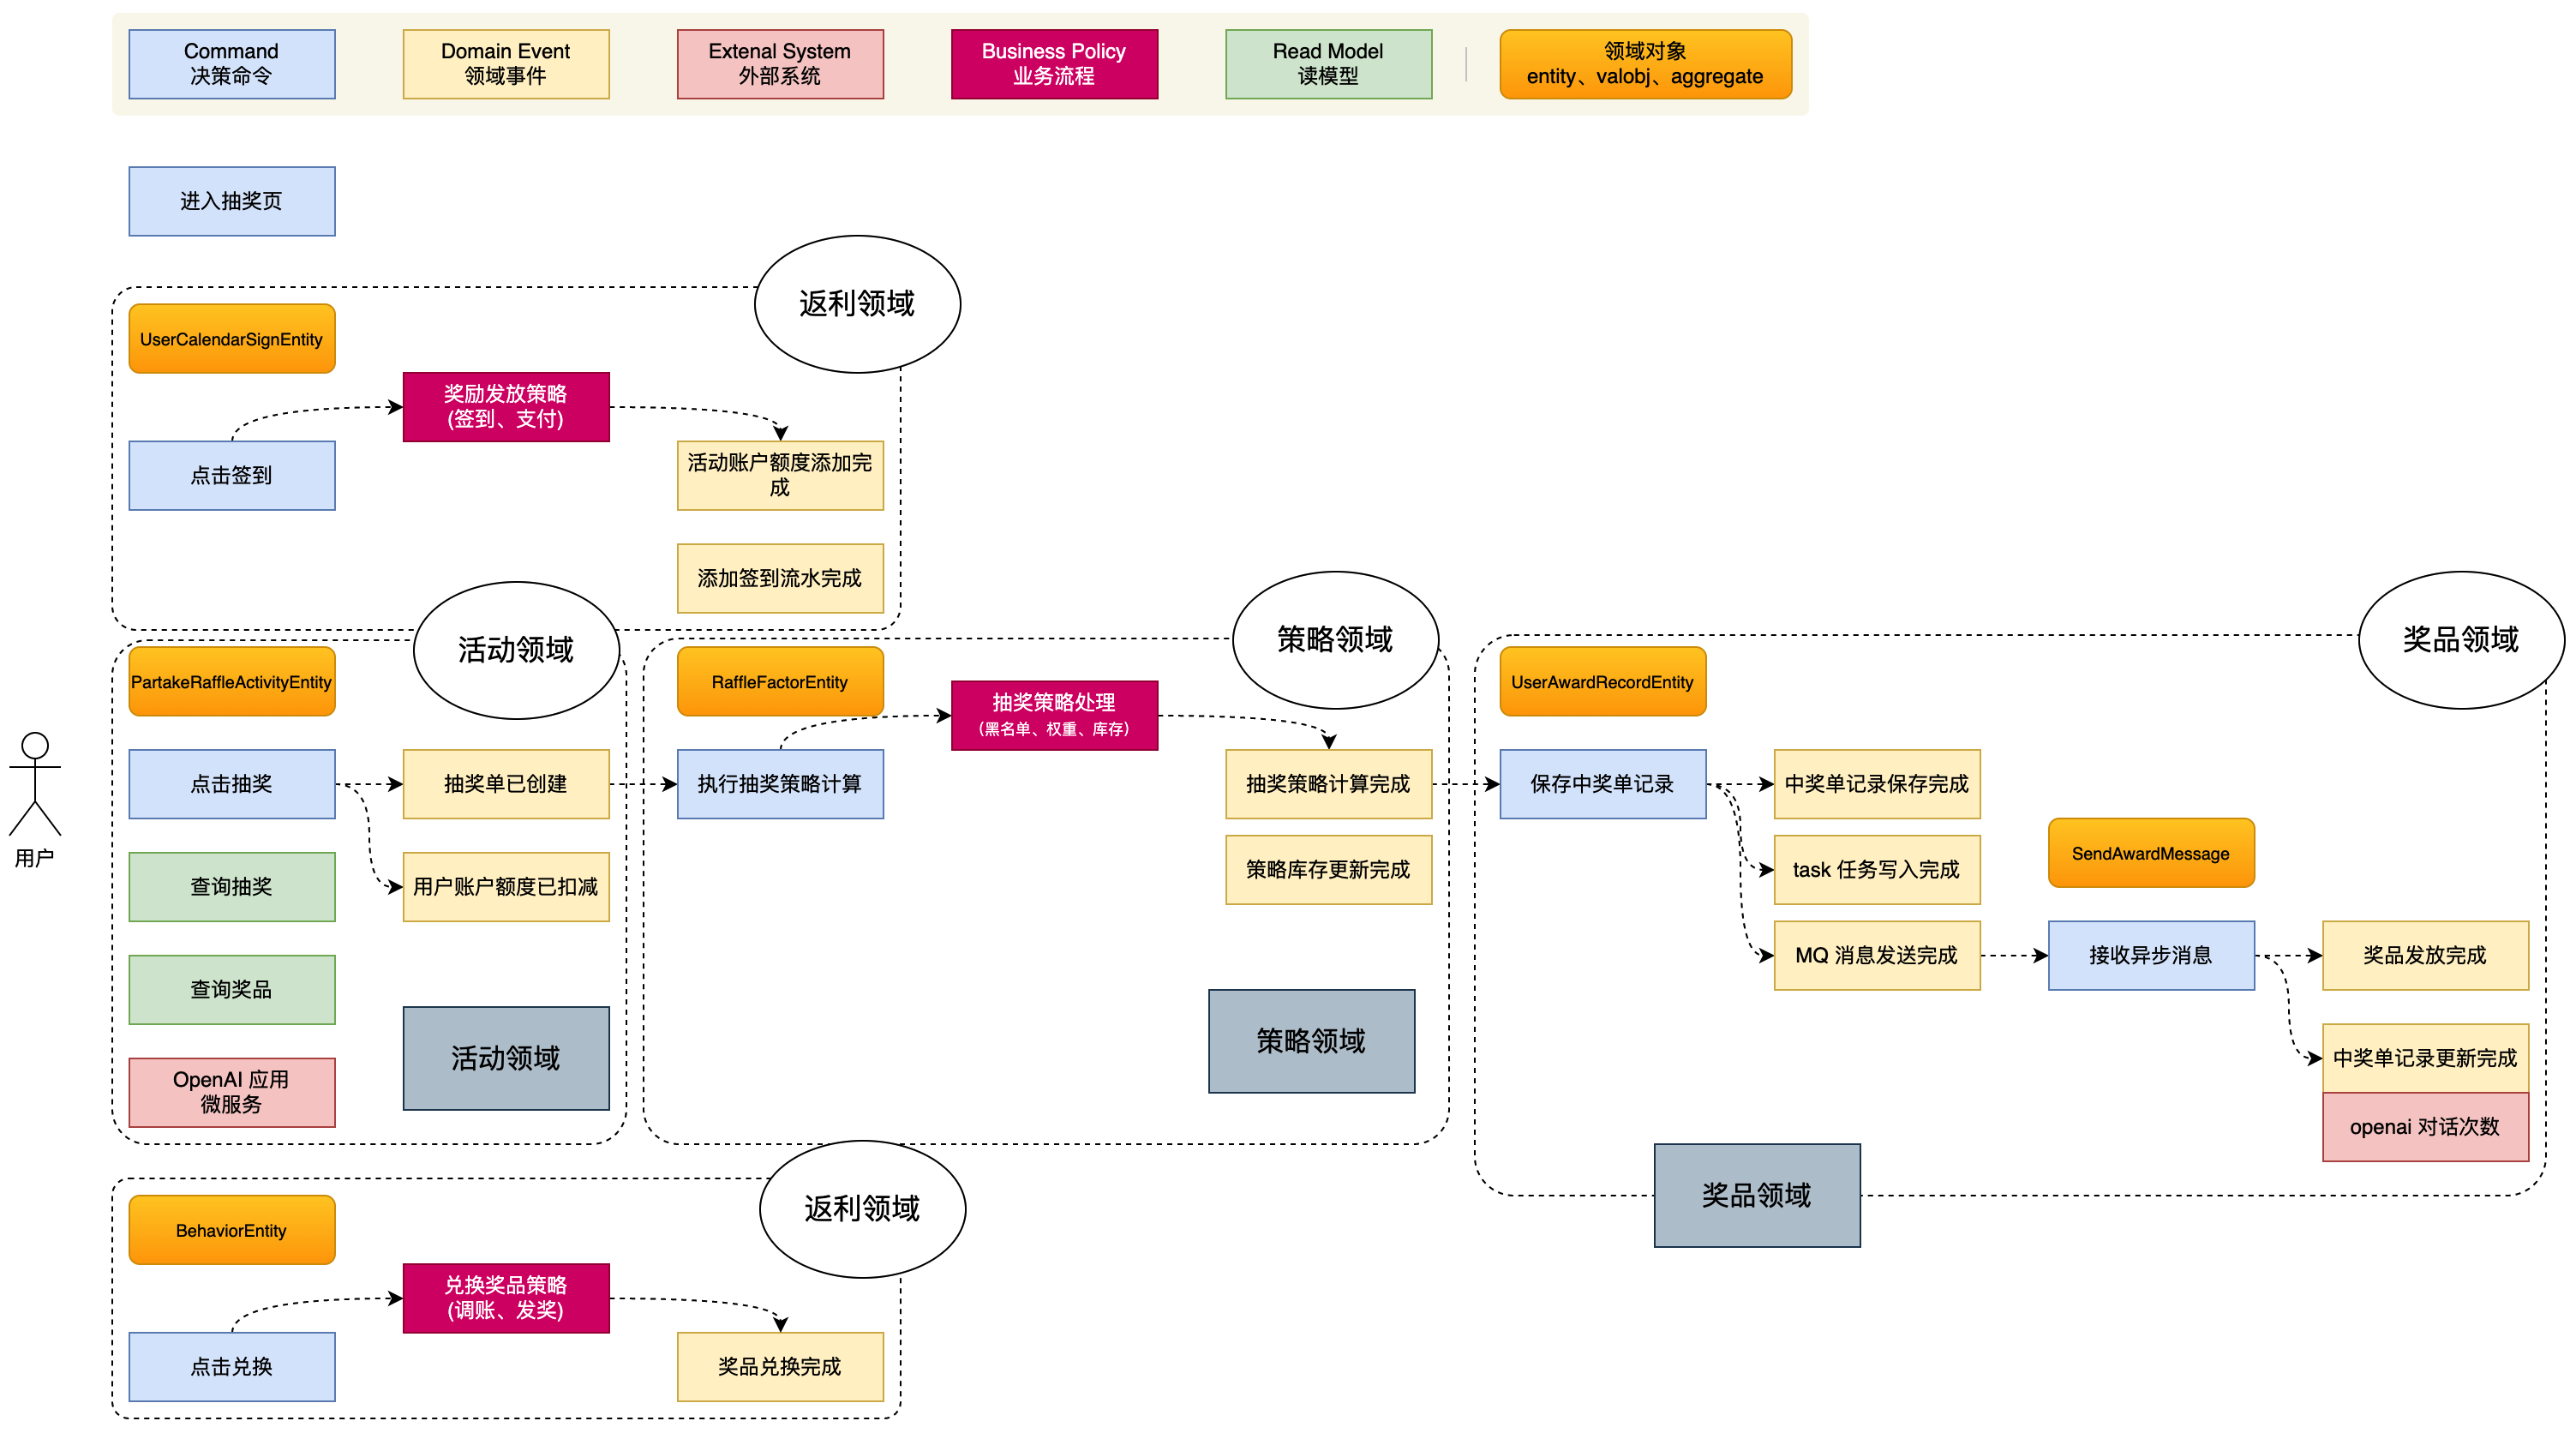 Command
决策命令
Domain Event
领域事件
Extenal System
外部系统
Business Policy
业务流程
Read Model
读模型
领域对象
entity、valobj、aggregate
进入抽奖页
返利领域
UserCalendarSignEntity
奖励发放策略
(签到、支付)
点击签到
活动账户额度添加完
成
添加签到流水完成
活动领域
策略领域
奖品领域
PartakeRaffleActivityEntity
RaffleFactorEntity
抽奖策略处理
(黑名单、权重、库存)
UserAwardRecordEntity
用户
点击抽奖
抽奖单已创建
执行抽奖策略计算
抽奖策略计算完成
保存中奖单记录
中奖单记录保存完成
查询抽奖
用户账户额度已扣减
策略库存更新完成
task 任务写入完成
SendAwardMessage
MQ 消息发送完成
接收异步消息
奖品发放完成
查询奖品
活动领域
策略领域
中奖单记录更新完成
OpenAI 应用
微服务
openai 对话次数
奖品领域
返利领域
BehaviorEntity
兑换奖品策略
(调账、发奖)
点击兑换
奖品兑换完成